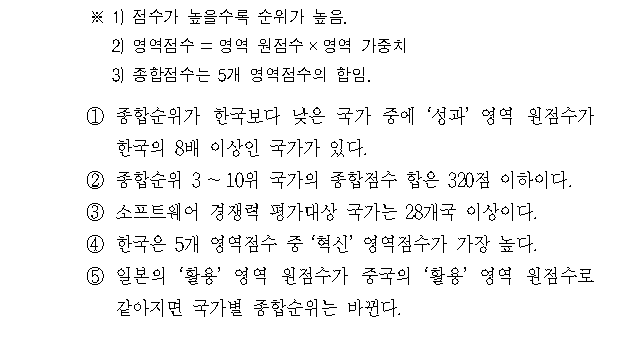 ※ 1) 점수가 높을수록 순위가 높음.
2) 영역점수 = 영역 원점수 × 영역 가중치
3) 종합점수는 5개 영역점수의 합임.
① 종합순위가 한국보다 낮은 국가 중에 ‘성과’ 영역 원점수가
한국의 8배 이상인 국가가 있다.
② 종합순위 3 ~ 10위 국가의 종합점수 합은 320점 이하이다.
③ 소프트웨어 경쟁력 평가대상 국가는 28개국 이상이다.
④ 한국은 5개 영역점수 중 ‘혁신’ 영역점수가 가장 높다.
⑤ 일본의 ‘활용’ 영역 원점수가 중국의 ‘활용’ 영역 원점수로
같아지면 국가별 종합순위는 바뀐다.